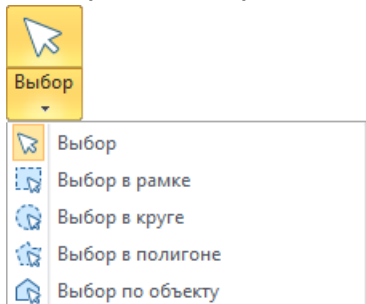 Выбор
Выбор
Выбор в рамке
Выбор в круге
Выбор в полигоне
Выбор по объекту